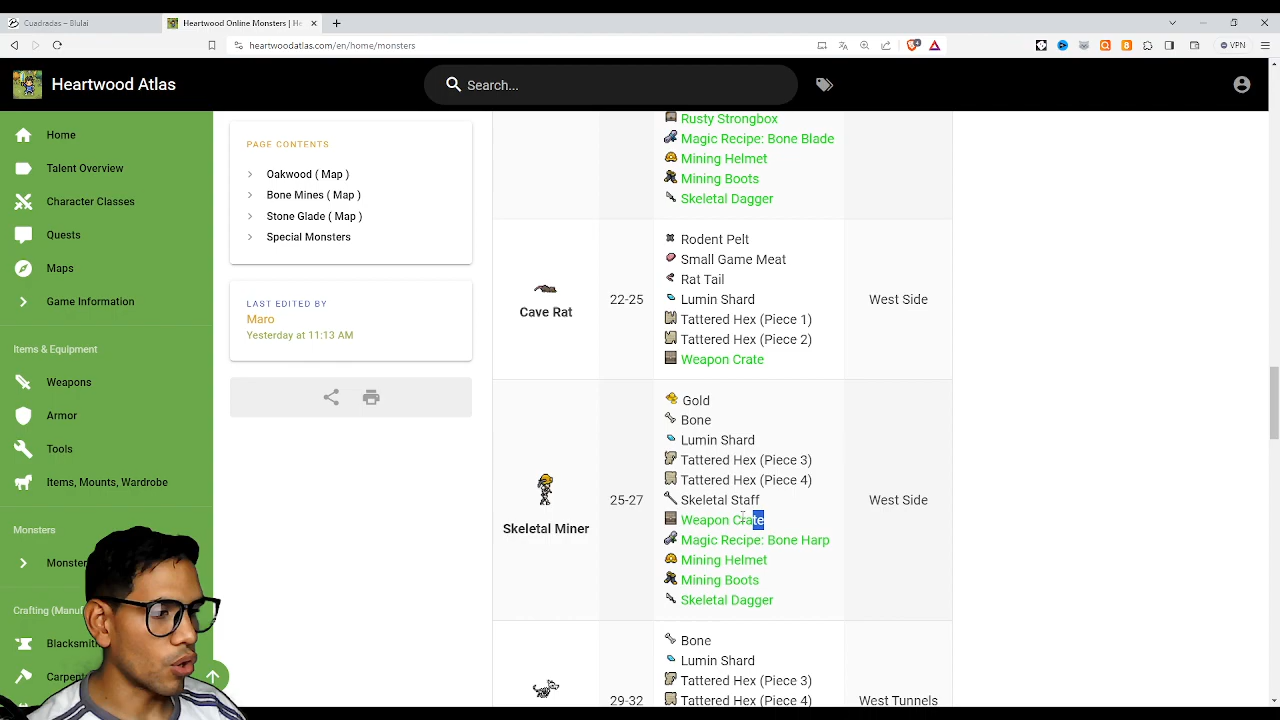 Cuadradas – Blulai
Heartwood Online Monsters | He
heartwoodatlas.com/en/home/monsters
4
VPN
Heartwood Atlas
Search...
Home
Talent Overview
Character Classes
Quests
Maps
Game Information
Items & Equipment
Weapons
Armor
Tools
Items, Mounts, Wardrobe
Monsters
Monster
Crafting (Manuf
Blacksmith
Carpent
PAGE CONTENTS
Oakwood ( Map )
Bone Mines ( Map )
Stone Glade ( Map )
Special Monsters
LAST EDITED BY
Maro
Yesterday at 11:13 AM
Rusty Strongbox
Magic Recipe: Bone Blade
Mining Helmet
Mining Boots
Skeletal Dagger
Cave Rat
22-25
Rodent Pelt
Small Game Meat
Rat Tail
Lumin Shard
Tattered Hex (Piece 1)
Tattered Hex (Piece 2)
Weapon Crate
West Side
Skeletal Miner
25-27
Gold
Bone
Lumin Shard
Tattered Hex (Piece 3)
Tattered Hex (Piece 4)
Skeletal Staff
Weapon Crate
Magic Recipe: Bone Harp
Mining Helmet
Mining Boots
Skeletal Dagger
West Side
29-32
Bone
Lumin Shard
Tattered Hex (Piece 3)
Tattered Hex (Piece 4)
West Tunnels